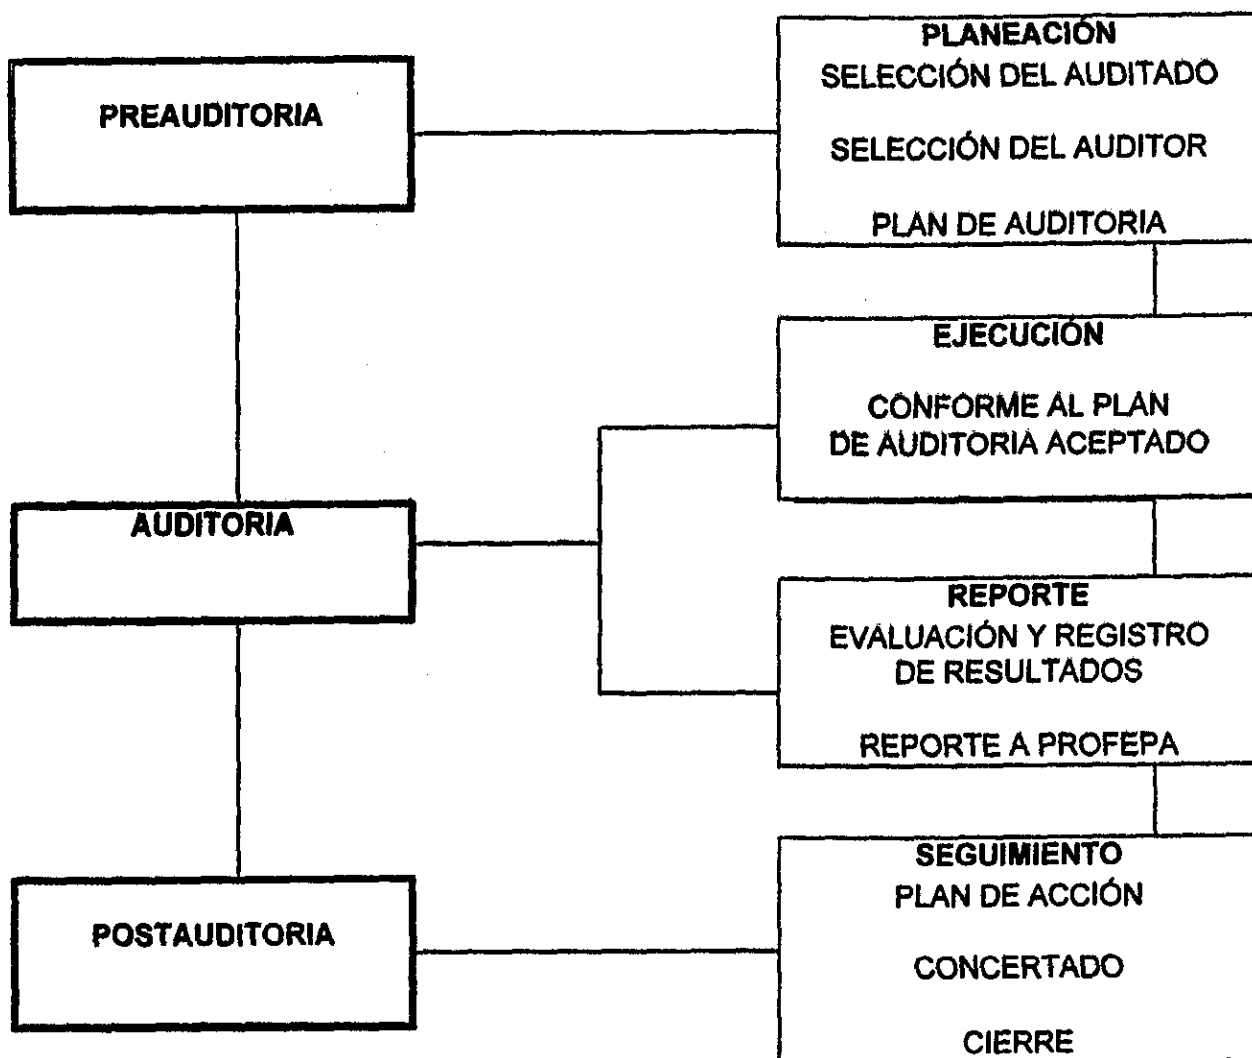 PREAUDITORIA
PLANEACIÓN
SELECCIÓN DEL AUDITADO
SELECCIÓN DEL AUDITOR
PLAN DE AUDITORIA
AUDITORIA
EJECUCIÓN
CONFORME AL PLAN
DE AUDITORIA ACEPTADO
REPORTE
EVALUACIÓN Y REGISTRO
DE RESULTADOS
REPORTE A PROFEPA
POSTAUDITORIA
SEGUIMIENTO
PLAN DE ACCIÓN
CONCERTADO
CIERRE